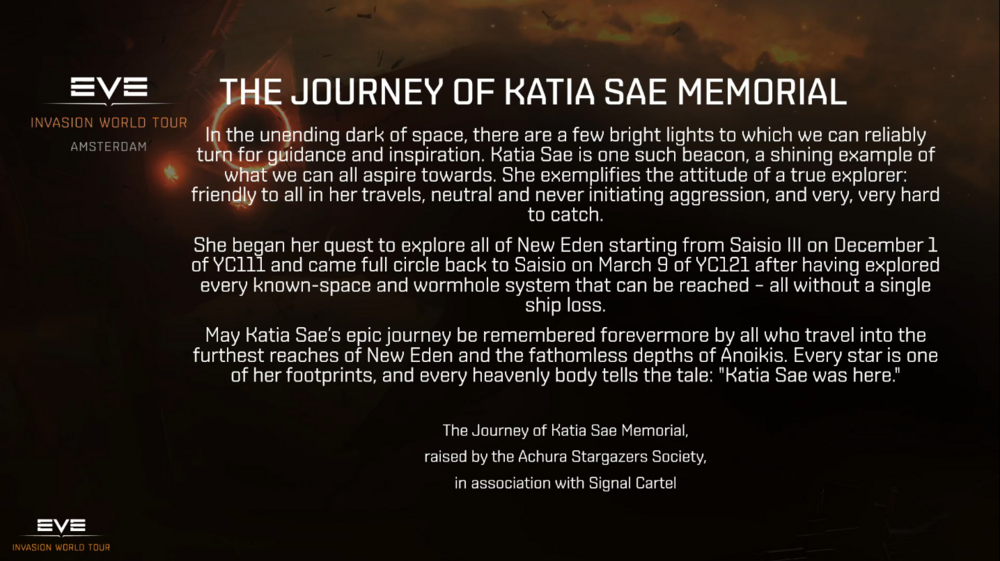 EVE
INVASION WORLD TOUR
AMSTERDAM
THE JOURNEY OF KATIA SAE MEMORIAL
In the unending dark of space, there are a few bright lights to which we can reliably
turn for guidance and inspiration. Katia Sae is one such beacon, a shining example of
what we can all aspire towards. She exemplifies the attitude of a true explorer:
friendly to all in her travels, neutral and never initiating aggression, and very, very hard
to catch.
She began her quest to explore all of New Eden starting from Saisio III on December 1
of YC111 and came full circle back to Saisio on March 9 of YC121 after having explored
every known-space and wormhole system that can be reached – all without a single
ship loss.
May Katia Sae's epic journey be remembered forevermore by all who travel into the
furthest reaches of New Eden and the fathomless depths of Anoikis. Every star is one
of her footprints, and every heavenly body tells the tale: "Katia Sae was here."
The Journey of Katia Sae Memorial,
raised by the Achura Stargazers Society,
in association with Signal Cartel
EVE
INVASION WORLD TOUR